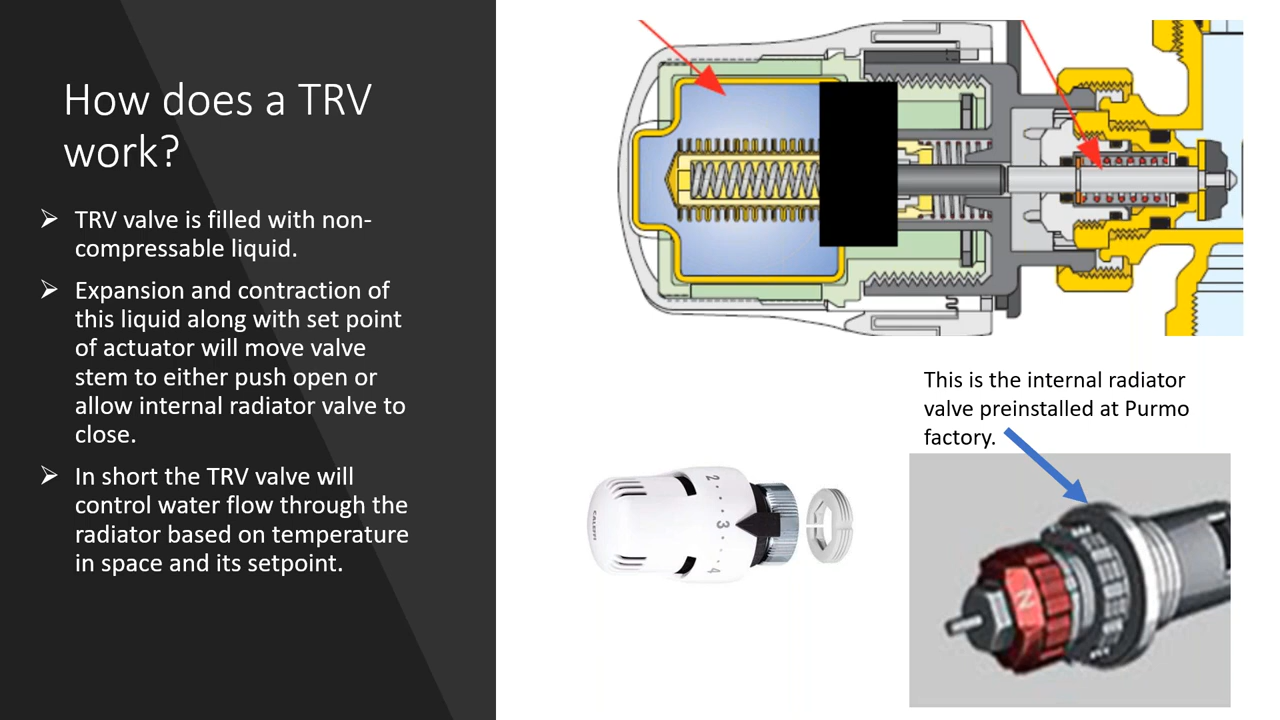 How does a TRV
work?
TRV valve is filled with non-
compressable liquid.
Expansion and contraction of
this liquid along with set point
of actuator will move valve
stem to either push open or
allow internal radiator valve to
close.
In short the TRV valve will
control water flow through the
radiator based on temperature
in space and its setpoint.
This is the internal radiator
valve preinstalled at Purmo
factory.
CALEFFI
2
3
4
N